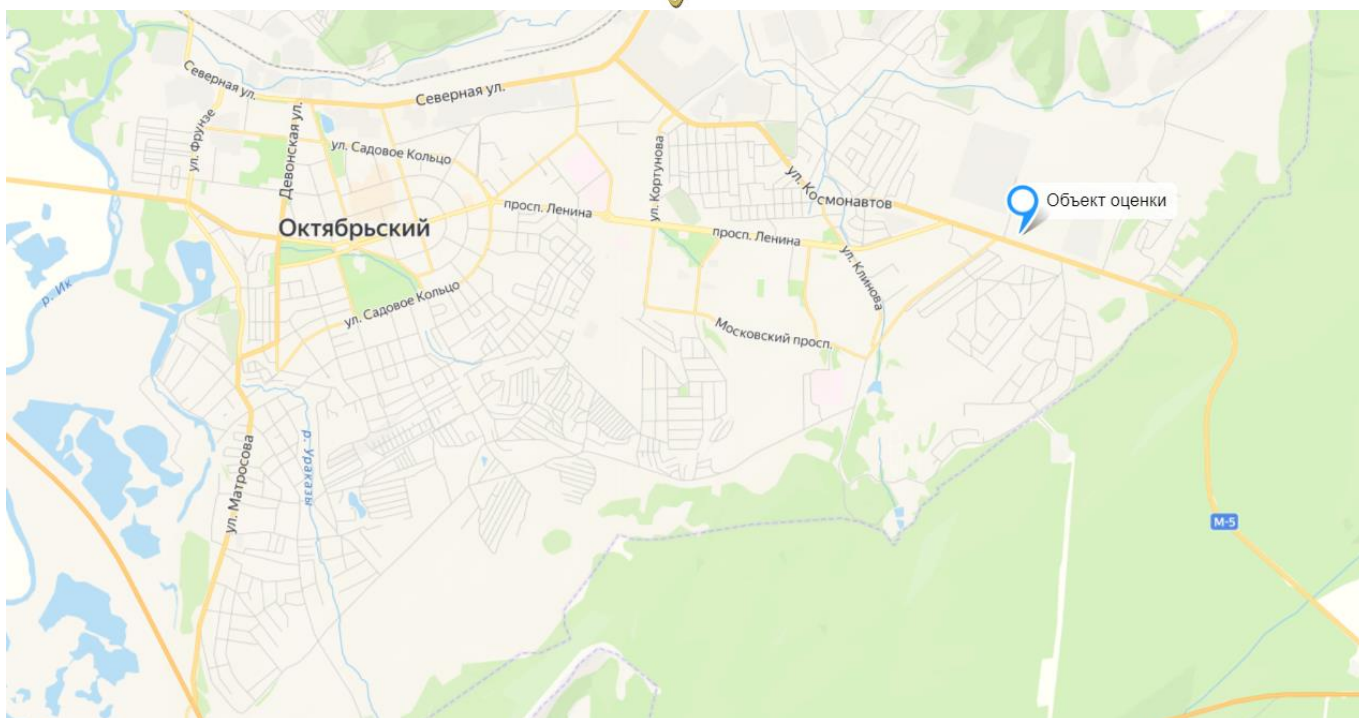 Северная ул.
Северная ул.
ул. Фрунзе
Девонская ул.
ул. Садовое Кольцо
ул. Кортунова
ул. Космонавтов
Объект оценки
просп. Ленина
Октябрьский
просп. Ленина
ул. Клинова
р. Ик
ул. Садовое Кольцо
Московский просп.
ул. Матросова
р. Ураказы
М-5